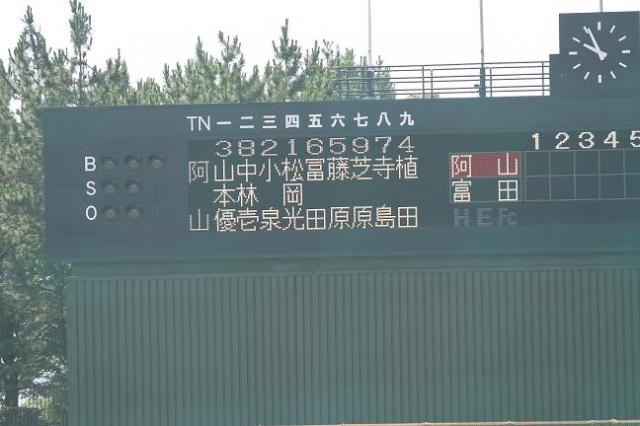 TN 一 二 三 四 五 六 七 八 九
1 2 3 4 5
3 8 2 1 6 5 9 7 4
B
阿 山 中 小 松 冨 藤 芝 寺 植
阿 山
S
本 林 岡
富 田
O
山 優 壱 泉 光 田 原 原 島 田
H E Fc